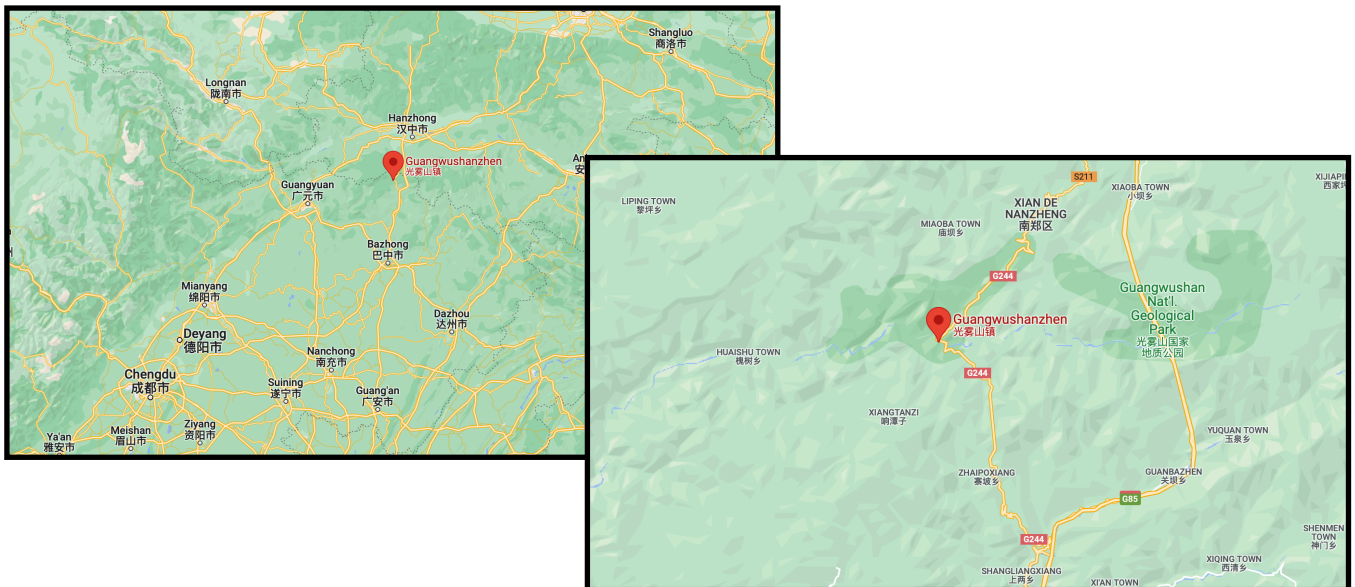 Shangluo
商洛市
Longnan
陇南市
Hanzhong
汉中市
Guangwushanzhen
光雾山镇
Guangyuan
广元市
Bazhong
巴中市
Mianyang
绵阳市
Deyang
德阳市
Dazhou
达州市
Nanchong
南充市
Chengdu
成都市
Suining
遂宁市
Guang'an
广安市
Meishan
眉山市
Ziyang
资阳市
Ya'an
雅安市
S211
LIPING TOWN
黎坪乡
XIAOBA TOWN
小坝乡
XIAN DE
NANZHENG
南郑区
MIAOBA TOWN
庙坝乡
G244
Guangwushan
Nat'l.
Geological
Park
光雾山国家
地质公园
Guangwushanzhen
光雾山镇
HUAISHU TOWN
槐树乡
G244
XIANGTANZI
响潭子
YUQUAN TOWN
玉泉乡
ZHAIPOXIANG
寨坡乡
GUANBAZHEN
关坝乡
G85
G244
SHENMEN
TOWN
神门乡
SHANGLIANGXIANG
上两乡
XIQING TOWN
西清乡
XI'AN TOWN